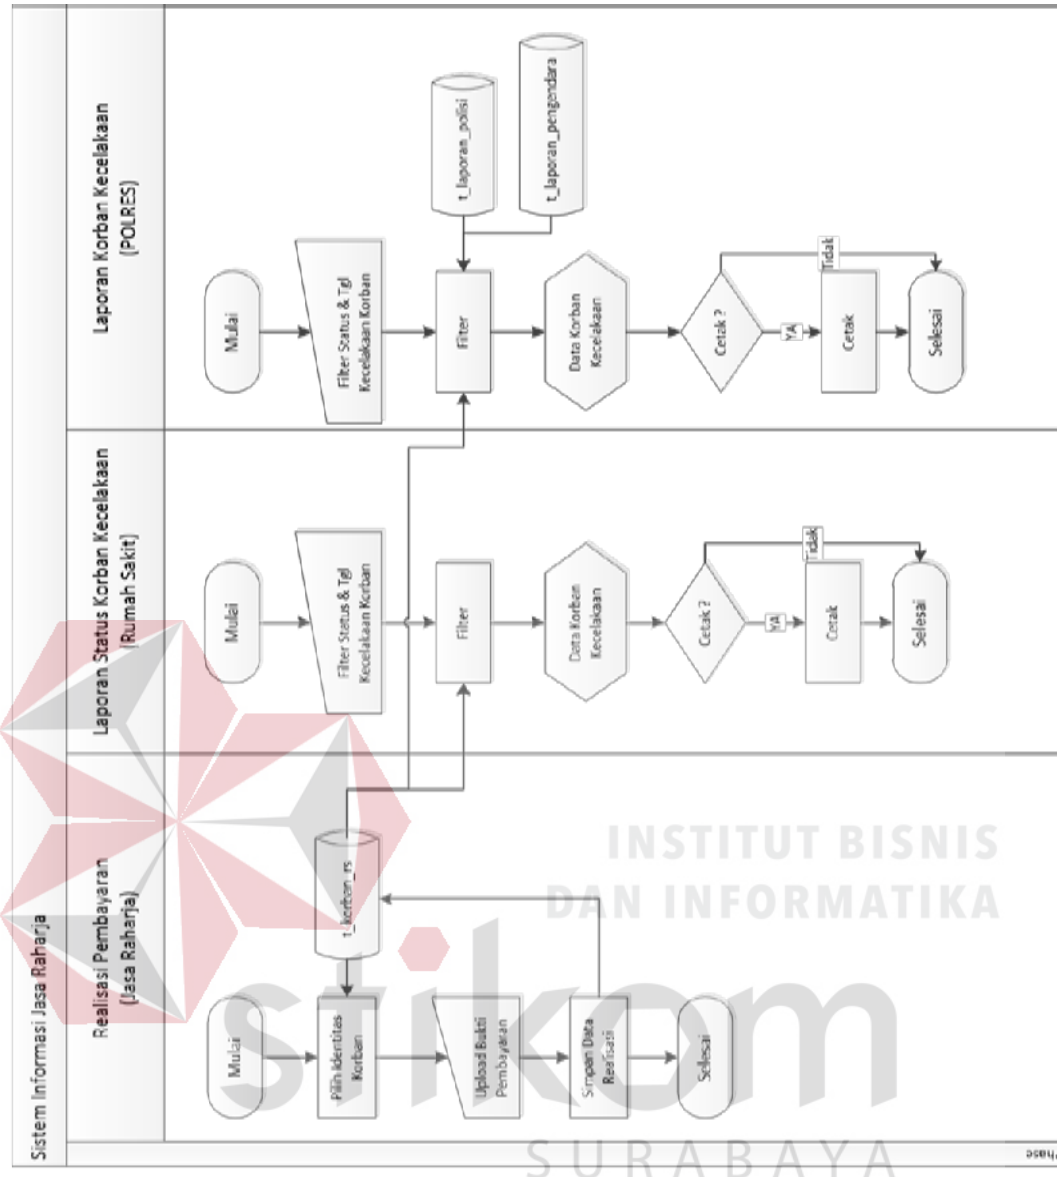 Sistem Informasi Jasa Raharja
Realisasi Pembayaran
(Jasa Raharja)
Mulai
Pilih Identitas
Korban
t_korban_rs
Upload Bukti
Pembayaran
Simpan Data
Realisasi
Selesai
Laporan Status Korban Kecelakaan
(Rumah Sakit)
Mulai
Filter Status & Tgl
Kecelakaan Korban
Filter
Data Korban
Kecelakaan
Cetak ?
YA
Tidak
Cetak
Selesai
Laporan Korban Kecelakaan
(POLRES)
Mulai
Filter Status & Tgl
Kecelakaan Korban
t_laporan_polisi
t_laporan_pengendara
Filter
Data Korban
Kecelakaan
Cetak ?
YA
Tidak
Cetak
Selesai
Phase
INSTITUT BISNIS
DAN INFORMATIKA
stikom
SURABAYA